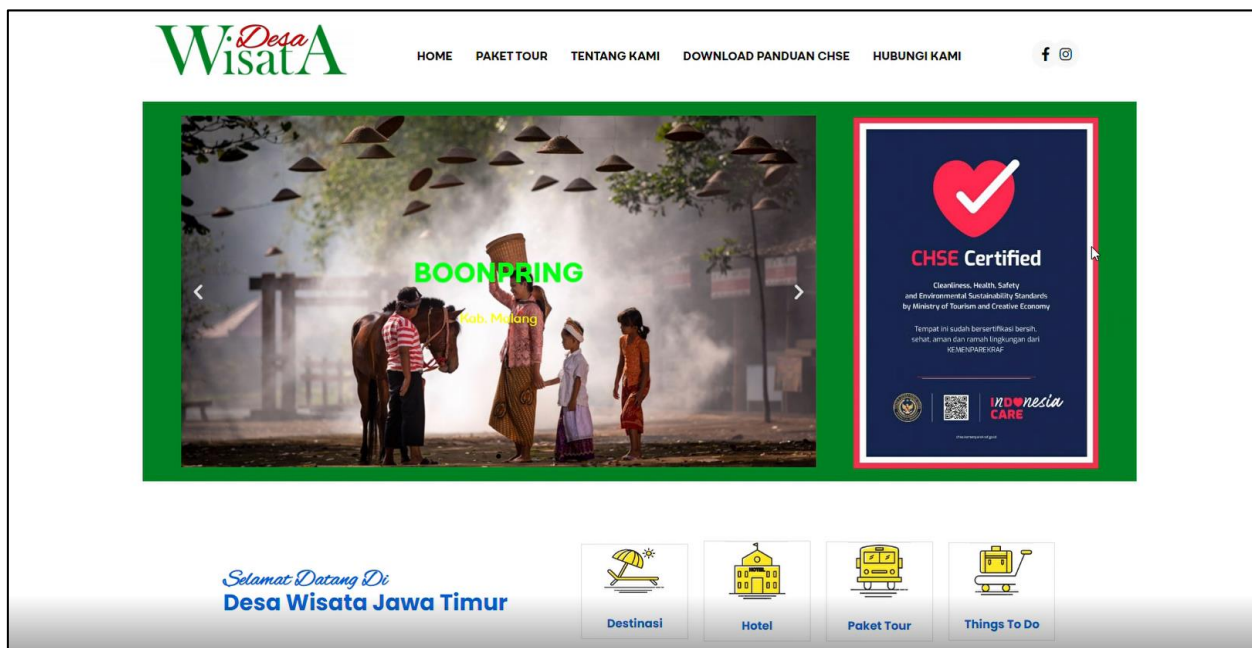 Desa
WisatA
HOME PAKET TOUR TENTANG KAMI DOWNLOAD PANDUAN CHSE HUBUNGI KAMI
BOONPRING
Kab. Malang
CHSE Certified
Cleanliness, Health, Safety
and Environmental Sustainability Standards
by Ministry of Tourism and Creative Economy
Tempat ini sudah bersertifikasi bersih,
sehat, aman dan ramah lingkungan dari
KEMENPAREKRAF
INDONesia
CARE
Selamat Datang Di
Desa Wisata Jawa Timur
HOTEL
Destinasi
Hotel
Paket Tour
Things To Do